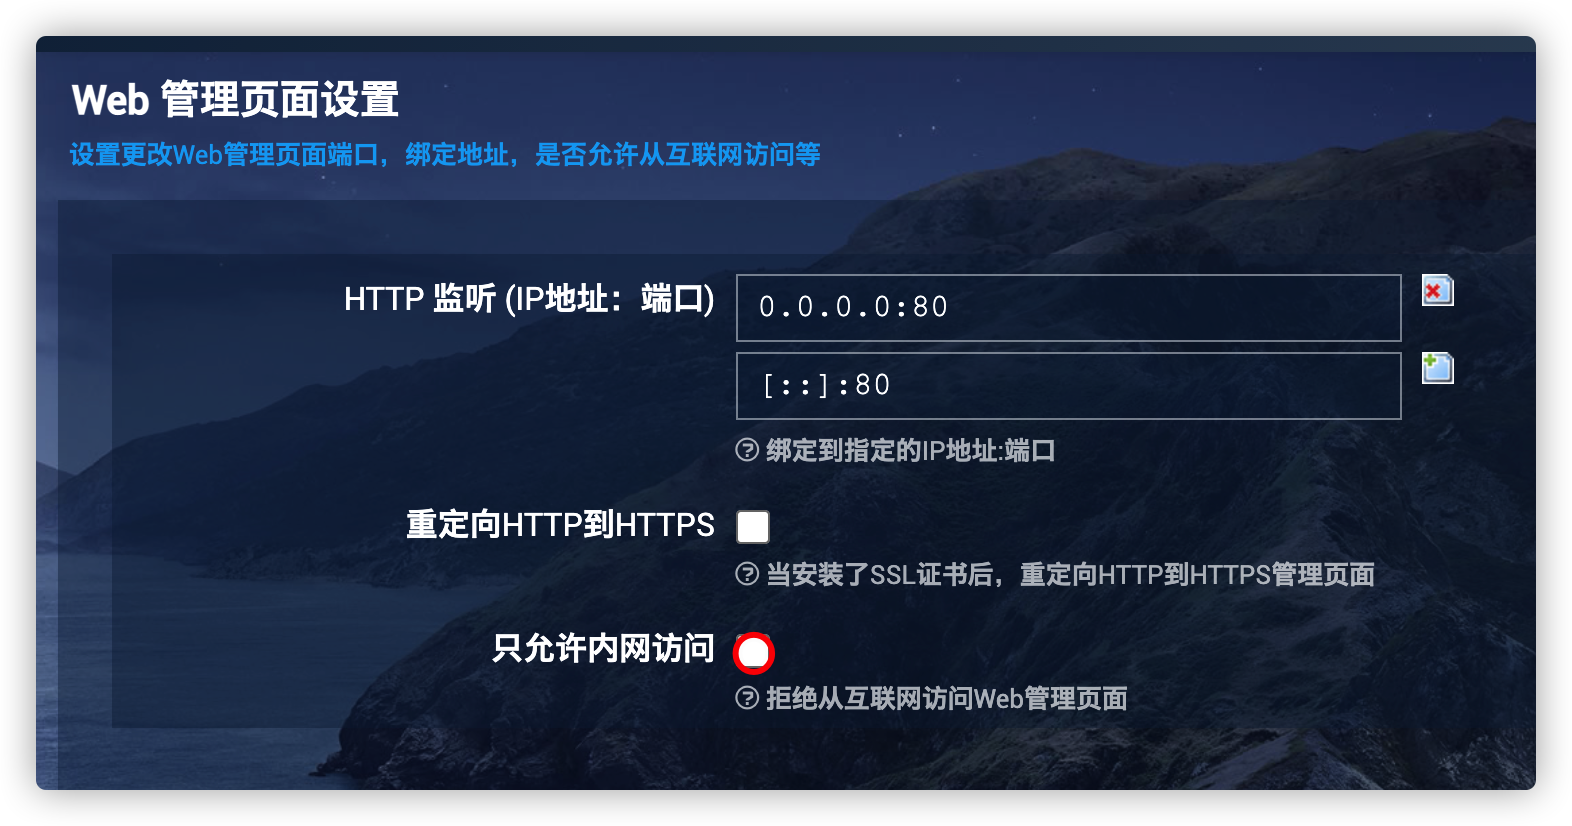 Web 管理页面设置
设置更改Web管理页面端口，绑定地址，是否允许从互联网访问等
HTTP 监听 (IP地址：端口)
0.0.0.0:80
[::]:80
绑定到指定的IP地址:端口
重定向HTTP到HTTPS
当安装了SSL证书后，重定向HTTP到HTTPS管理页面
只允许内网访问
拒绝从互联网访问Web管理页面